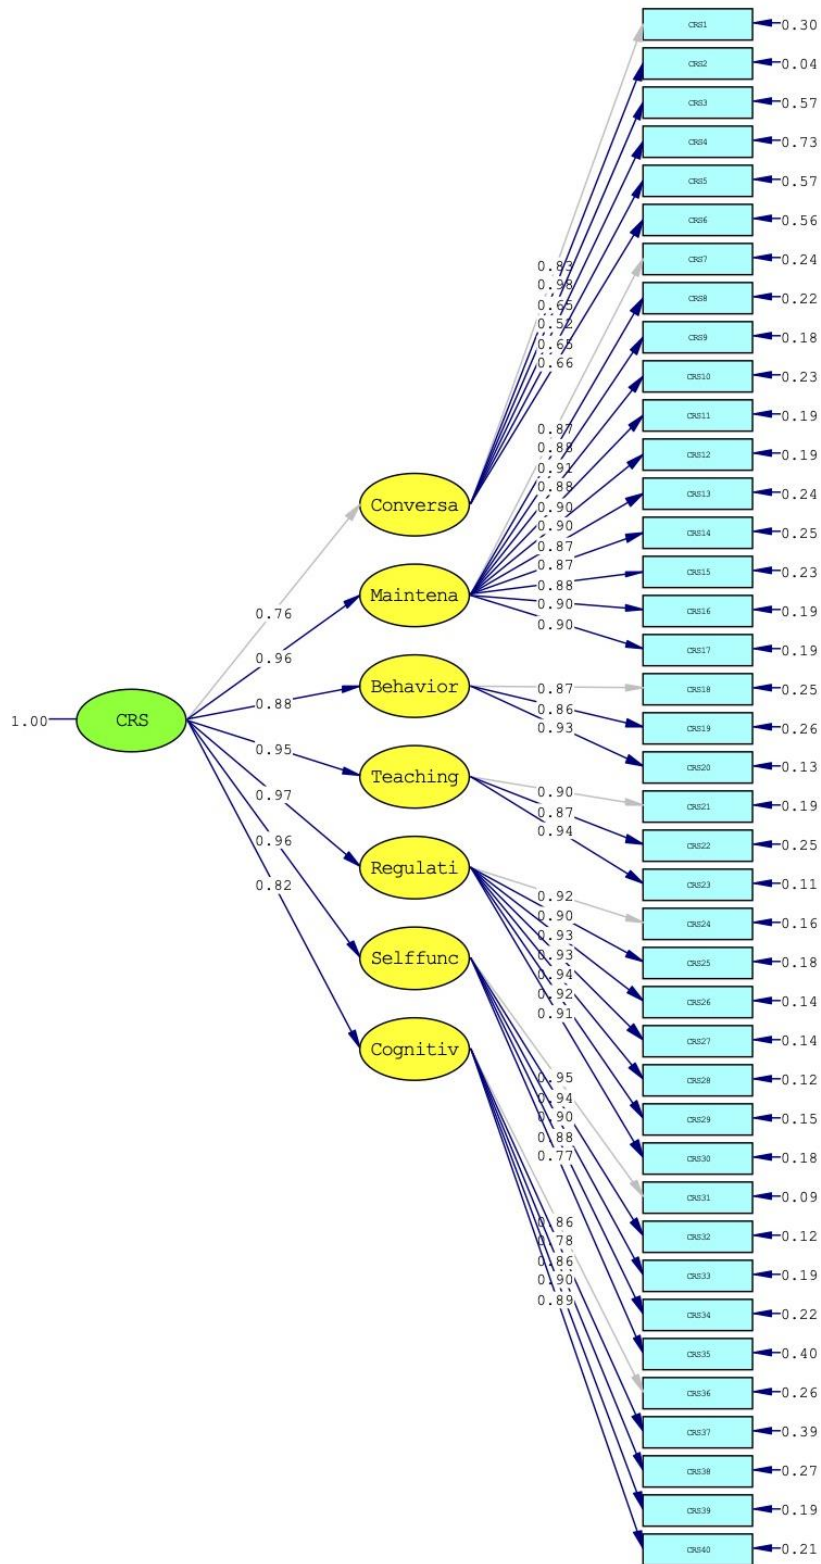 CRS1 0.30
CRS2 0.04
CRS3 0.57
CRS4 0.73
CRS5 0.57
CRS6 0.56
CRS7 0.24
CRS8 0.22
CRS9 0.18
CRS10 0.23
CRS11 0.19
CRS12 0.19
CRS13 0.24
CRS14 0.25
CRS15 0.23
CRS16 0.19
CRS17 0.19
CRS18 0.25
CRS19 0.26
CRS20 0.13
CRS21 0.19
CRS22 0.25
CRS23 0.11
CRS24 0.16
CRS25 0.18
CRS26 0.14
CRS27 0.14
CRS28 0.12
CRS29 0.15
CRS30 0.18
CRS31 0.09
CRS32 0.12
CRS33 0.19
CRS34 0.22
CRS35 0.40
CRS36 0.26
CRS37 0.39
CRS38 0.27
CRS39 0.19
CRS40 0.21
0.83
0.98
0.65
0.52
0.65
0.66
0.87
0.88
0.91
0.88
0.90
0.90
0.87
0.87
0.88
0.90
0.90
0.87
0.86
0.93
0.90
0.87
0.94
0.92
0.90
0.93
0.93
0.94
0.92
0.91
0.95
0.94
0.90
0.88
0.77
0.86
0.78
0.86
0.90
0.89
Conversa
Maintena
Behavior
Teaching
Regulati
Selffunc
Cognitiv
0.76
0.96
0.88
0.95
0.97
0.96
0.82
1.00
CRS